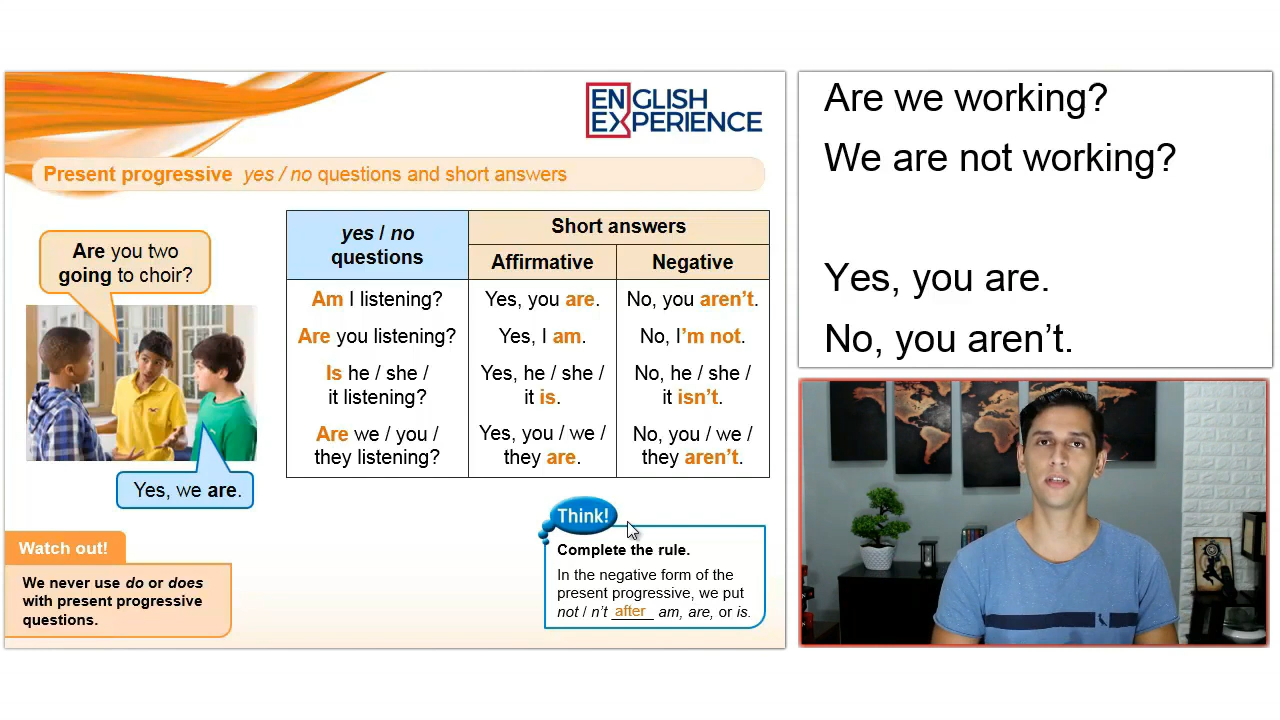 ENGLISH
EXPERIENCE
Present progressive yes / no questions and short answers
Are you two
going to choir?
Yes, we are.
Watch out!
We never use do or does
with present progressive
questions.
yes / no
questions
Short answers
Affirmative
Negative
Am I listening?
Yes, you are.
No, you aren’t.
Are you listening?
Yes, I am.
No, I’m not.
Is he / she /
it listening?
Yes, he / she /
it is.
No, he / she /
it isn’t.
Are we / you /
they listening?
Yes, you / we /
they are.
No, you / we /
they aren’t.
Think!
Complete the rule.
In the negative form of the
present progressive, we put
not / n’t after am, are, or is.
Are we working?
We are not working?
Yes, you are.
No, you aren’t.